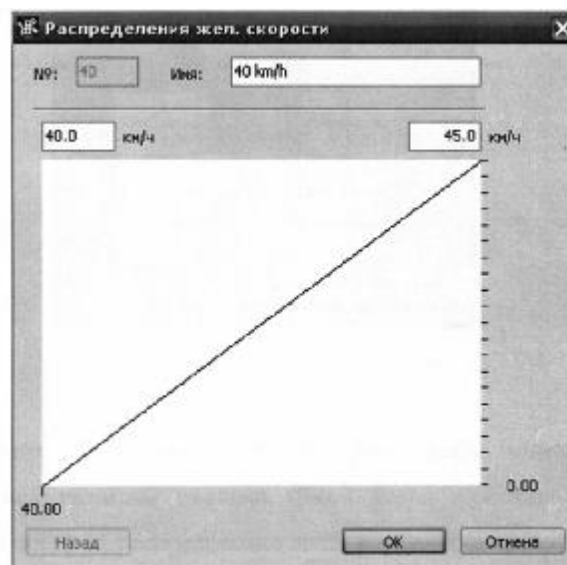 Распределения жел. скорости
№: 40 Имя: 40 km/h
40.0 км/ч 45.0 км/ч
0.00
40.00
Назад OK Отмена